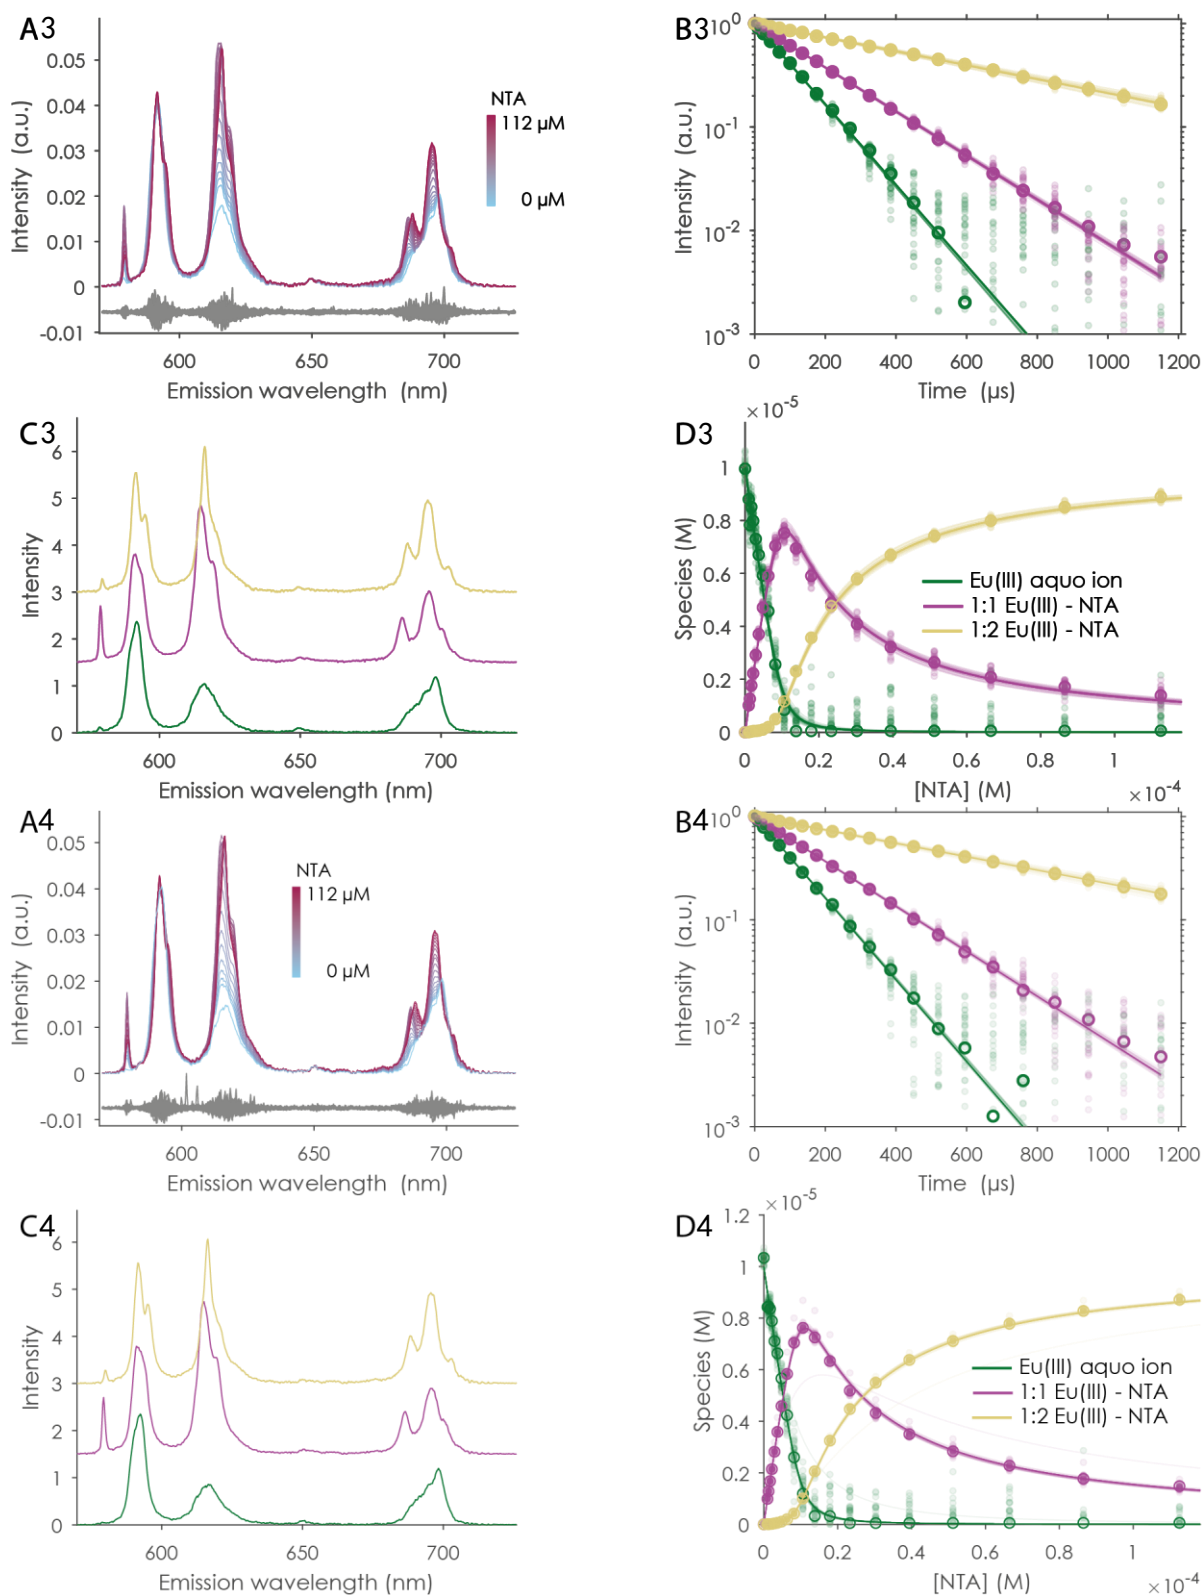 A3
Intensity (a.u.)
0.05
0.04
0.03
0.02
0.01
0
-0.01
NTA
112 µM
0 µM
600 650 700
Emission wavelength (nm)
B3
Intensity (a.u.)
10^0
10^-1
10^-2
10^-3
0 200 400 600 800 1000 1200
Time (µs)
C3
Intensity
6
5
4
3
2
1
0
600 650 700
Emission wavelength (nm)
D3
×10^-5
Species (M)
1
0.8
0.6
0.4
0.2
0
Eu(III) aquo ion
1:1 Eu(III) - NTA
1:2 Eu(III) - NTA
0 0.2 0.4 0.6 0.8 1
[NTA] (M)
×10^-4
A4
Intensity (a.u.)
0.05
0.04
0.03
0.02
0.01
0
-0.01
NTA
112 µM
0 µM
600 650 700
Emission wavelength (nm)
B4
Intensity (a.u.)
10^0
10^-1
10^-2
10^-3
0 200 400 600 800 1000 1200
Time (µs)
C4
Intensity
6
5
4
3
2
1
0
600 650 700
Emission wavelength (nm)
D4
×10^-5
Species (M)
1.2
1
0.8
0.6
0.4
0.2
0
Eu(III) aquo ion
1:1 Eu(III) - NTA
1:2 Eu(III) - NTA
0 0.2 0.4 0.6 0.8 1
[NTA] (M)
×10^-4